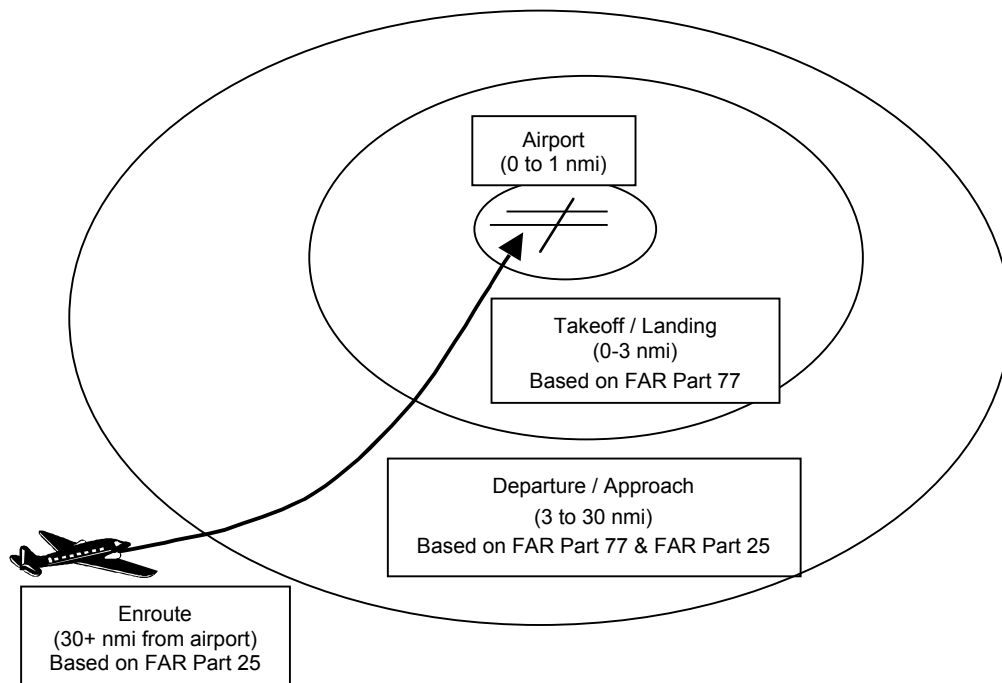 Airport
(0 to 1 nmi)
Takeoff / Landing
(0-3 nmi)
Based on FAR Part 77
Departure / Approach
(3 to 30 nmi)
Based on FAR Part 77 & FAR Part 25
Enroute
(30+ nmi from airport)
Based on FAR Part 25